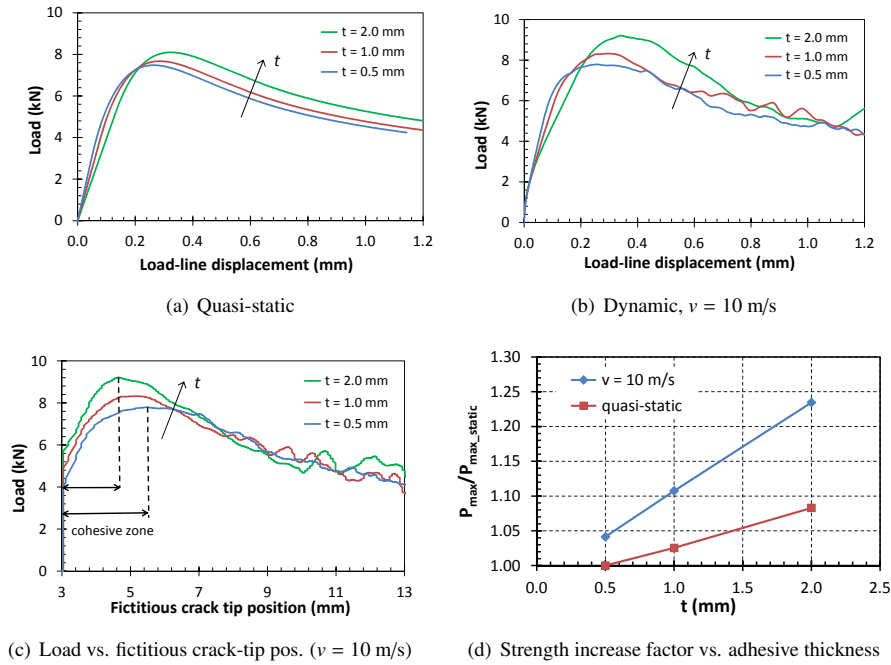 10
8
6
4
2
0
Load (kN)
t = 2.0 mm
t = 1.0 mm
t = 0.5 mm
t
0.0 0.2 0.4 0.6 0.8 1.0 1.2
Load-line displacement (mm)
(a) Quasi-static
10
8
6
4
2
0
Load (kN)
t = 2.0 mm
t = 1.0 mm
t = 0.5 mm
t
0.0 0.2 0.4 0.6 0.8 1.0 1.2
Load-line displacement (mm)
(b) Dynamic, v = 10 m/s
10
8
6
4
2
0
Load (kN)
t
t = 2.0 mm
t = 1.0 mm
t = 0.5 mm
cohesive zone
3 5 7 9 11 13
Fictitious crack tip position (mm)
(c) Load vs. fictitious crack-tip pos. (v = 10 m/s)
1.30
1.25
1.20
1.15
1.10
1.05
1.00
Pmax/Pmax_static
v = 10 m/s
quasi-static
0.0 0.5 1.0 1.5 2.0 2.5
t (mm)
(d) Strength increase factor vs. adhesive thickness